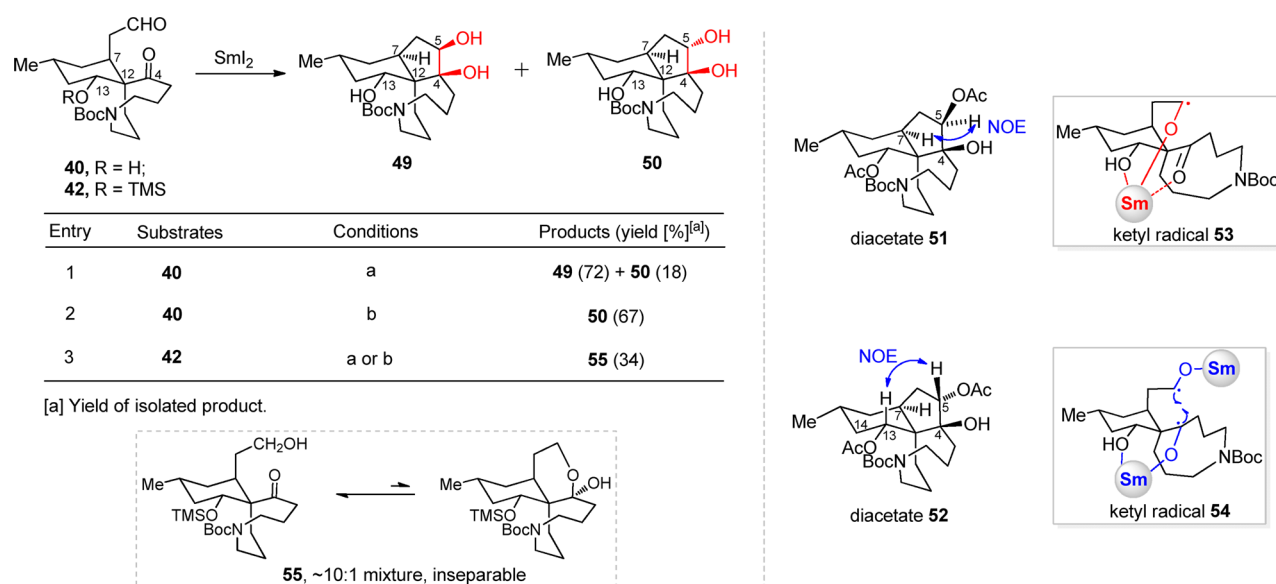 CHO
O
7
12
4
13
Me
RO
BocN
40, R = H;
42, R = TMS
SmI2
5
OH
7
H
OH
12
4
13
Me
HO
BocN
49
+
5
OH
7
H
OH
12
4
13
Me
HO
BocN
50
Entry Substrates Conditions Products (yield [%][a])
1 40 a 49 (72) + 50 (18)
2 40 b 50 (67)
3 42 a or b 55 (34)
[a] Yield of isolated product.
CH2OH
O
Me
TMSO
BocN
O
OH
Me
TMSO
BocN
55, ~10:1 mixture, inseparable
OAc
5
H
NOE
7
H
OH
4
Me
AcO
BocN
diacetate 51
Me
O
HO
O
Sm
NBoc
ketyl radical 53
NOE
H
H
OAc
5
7
H
OH
4
Me
14
13
AcO
BocN
diacetate 52
O
Sm
Me
HO
O
Sm
NBoc
ketyl radical 54